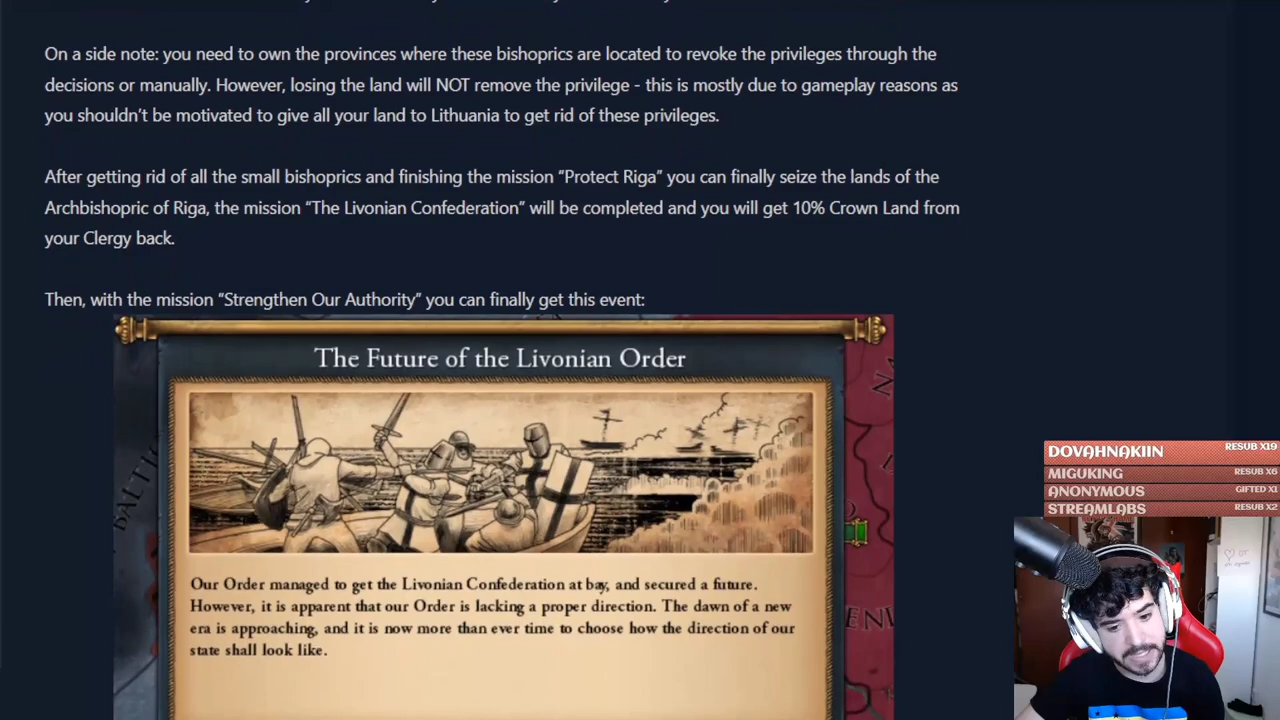 On a side note: you need to own the provinces where these bishoprics are located to revoke the privileges through the
decisions or manually. However, losing the land will NOT remove the privilege - this is mostly due to gameplay reasons as
you shouldn't be motivated to give all your land to Lithuania to get rid of these privileges.
After getting rid of all the small bishoprics and finishing the mission “Protect Riga” you can finally seize the lands of the
Archbishopric of Riga, the mission “The Livonian Confederation” will be completed and you will get 10% Crown Land from
your Clergy back.
Then, with the mission “Strengthen Our Authority” you can finally get this event:
The Future of the Livonian Order
BALTIC
Our Order managed to get the Livonian Confederation at bay, and secured a future.
However, it is apparent that our Order is lacking a proper direction. The dawn of a new
era is approaching, and it is now more than ever time to choose how the direction of our
state shall look like.
DOVAHNAKIIN RESUB X19
MIGUKING RESUB X6
ANONYMOUS GIFTED X1
STREAMLABS RESUB X2